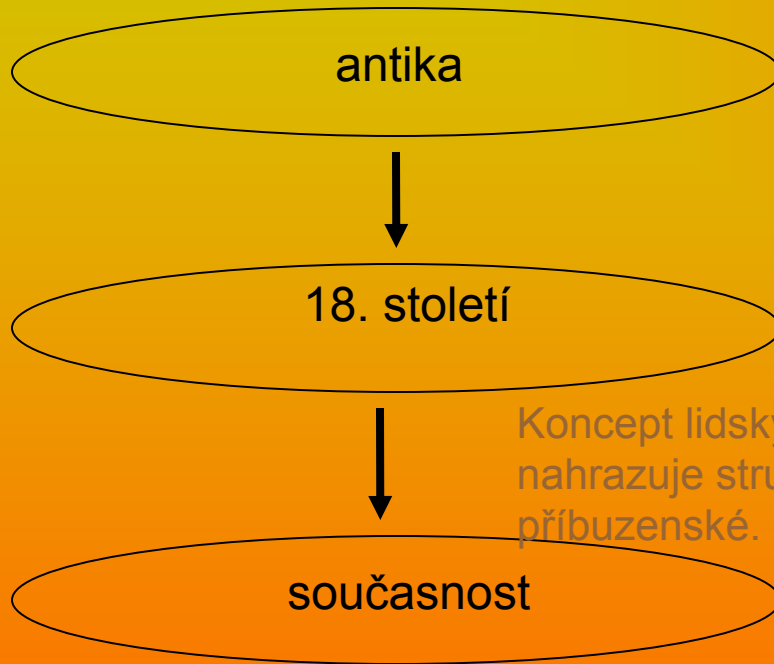 antika
18. století
Koncept
nahrazuje
příbuzenské.
současnost